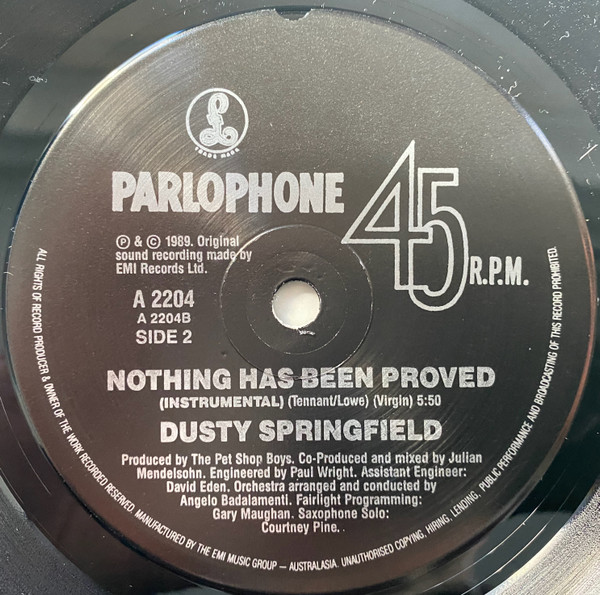 £
TRADE MARK
PARLOPHONE
45
R.P.M.
℗ & © 1989. Original
sound recording made by
EMI Records Ltd.
A 2204
A 2204B
SIDE 2
NOTHING HAS BEEN PROVED
(INSTRUMENTAL) (Tennant/Lowe) (Virgin) 5:50
DUSTY SPRINGFIELD
Produced by The Pet Shop Boys. Co-Produced and mixed by Julian
Mendelsohn. Engineered by Paul Wright. Assistant Engineer:
David Eden. Orchestra arranged and conducted by
Angelo Badalamenti. Fairlight Programming:
Gary Maughan. Saxophone Solo:
Courtney Pine.
ALL RIGHTS OF RECORD PRODUCER & OWNER OF THE WORK RECORDED RESERVED. MANUFACTURED BY THE EMI MUSIC GROUP – AUSTRALASIA. UNAUTHORISED COPYING, HIRING, LENDING, PUBLIC PERFORMANCE AND BROADCASTING OF THIS RECORD PROHIBITED.